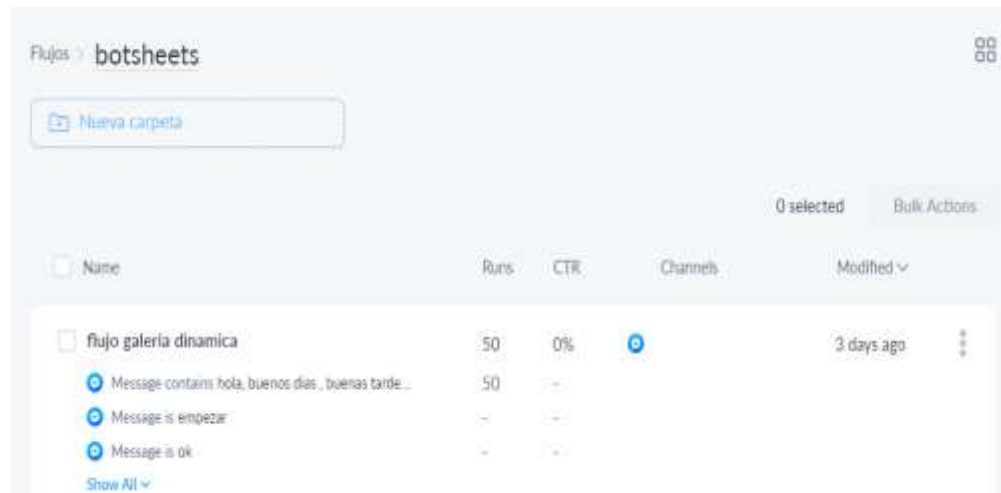 Flujos > botsheets
Nueva carpeta
0 selected Bulk Actions
Name Runs CTR Channels Modified
flujo galeria dinamica 50 0% 3 days ago
Message contains hola, buenos dias , buenas tarde... 50 -
Message is empezar - -
Message is ok - -
Show All